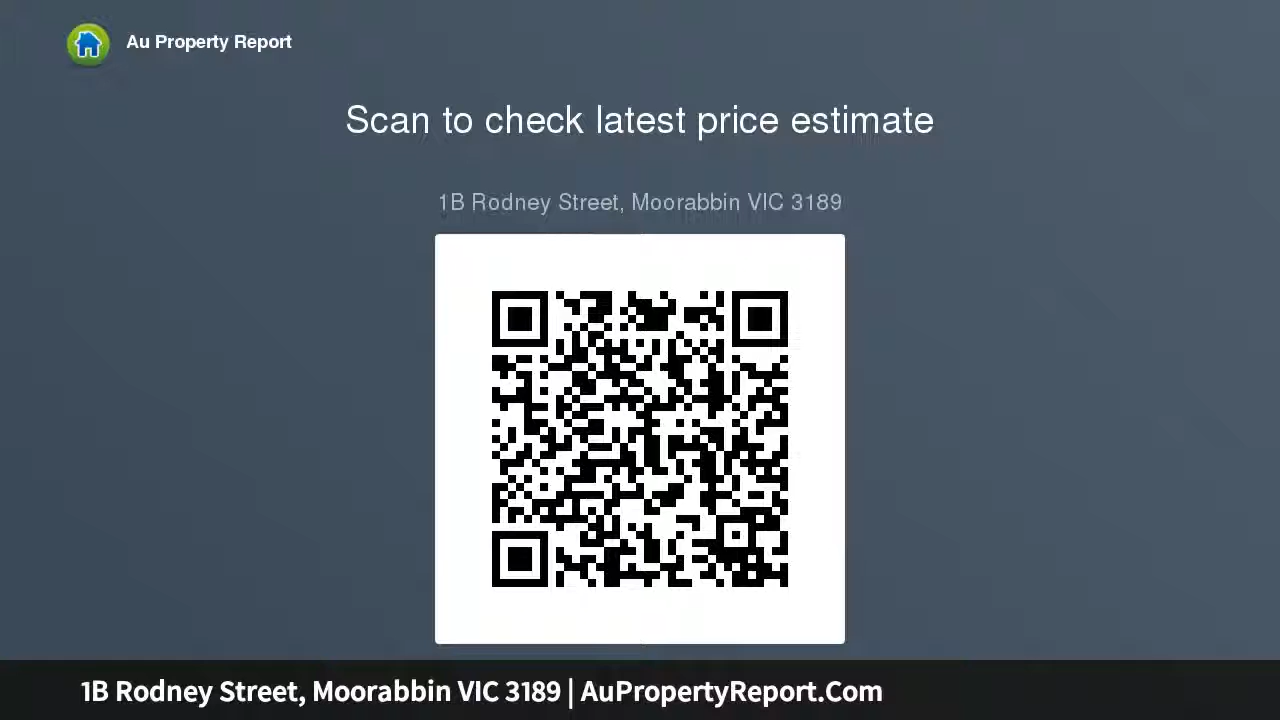 Au Property Report
Scan to check latest price estimate
1B Rodney Street, Moorabbin VIC 3189
1B Rodney Street, Moorabbin VIC 3189 | AuPropertyReport.Com